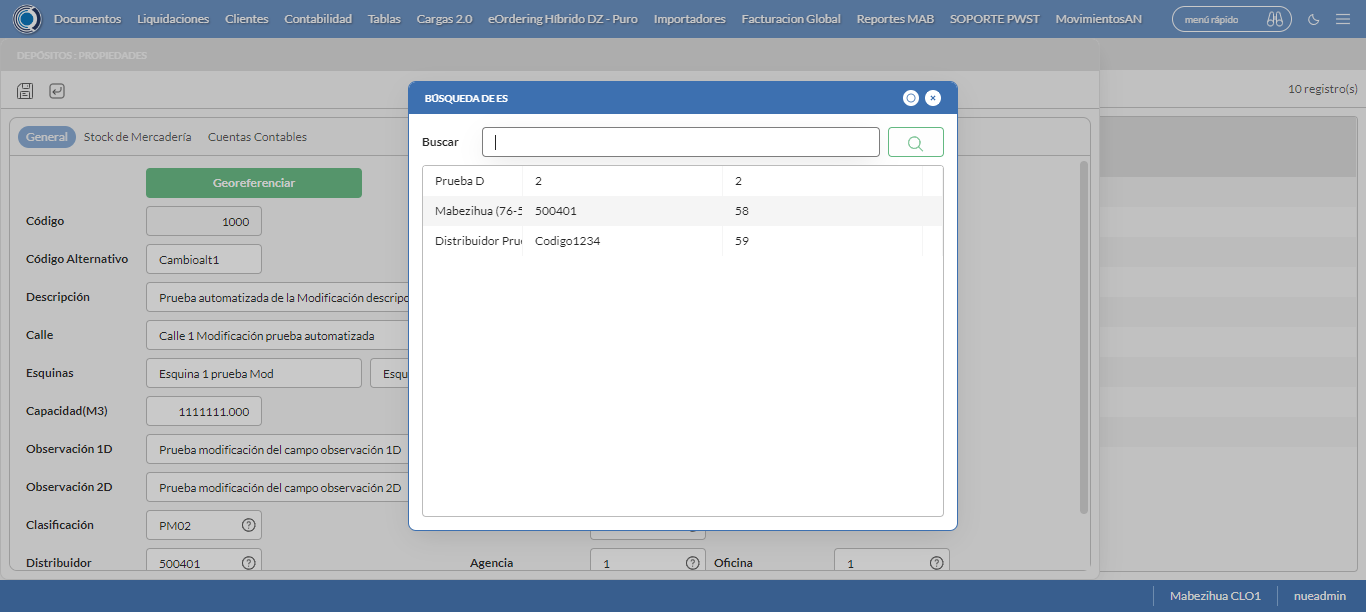 Documentos Liquidaciones Clientes Contabilidad Tablas Cargas 2.0 eOrdering Híbrido DZ - Puro Importadores Facturacion Global Reportes MAB SOPORTE PWST MovimientosAN menú rápido
DEPÓSITOS : PROPIEDADES
10 registro(s)
BÚSQUEDA DE ES
General Stock de Mercadería Cuentas Contables
Buscar
Prueba D 2 2
Mabezihua (76-5 500401 58
Distribuidor Pru Codigo1234 59
Georeferenciar
Código 1000
Código Alternativo Cambioalt1
Descripción Prueba automatizada de la Modificación descripc
Calle Calle 1 Modificación prueba automatizada
Esquinas Esquina 1 prueba Mod Esqu
Capacidad(M3) 1111111.000
Observación 1D Prueba modificación del campo observación 1D
Observación 2D Prueba modificación del campo observación 2D
Clasificación PM02
Distribuidor 500401 Agencia 1 Oficina 1
Mabezihua CLO1 nueadmin